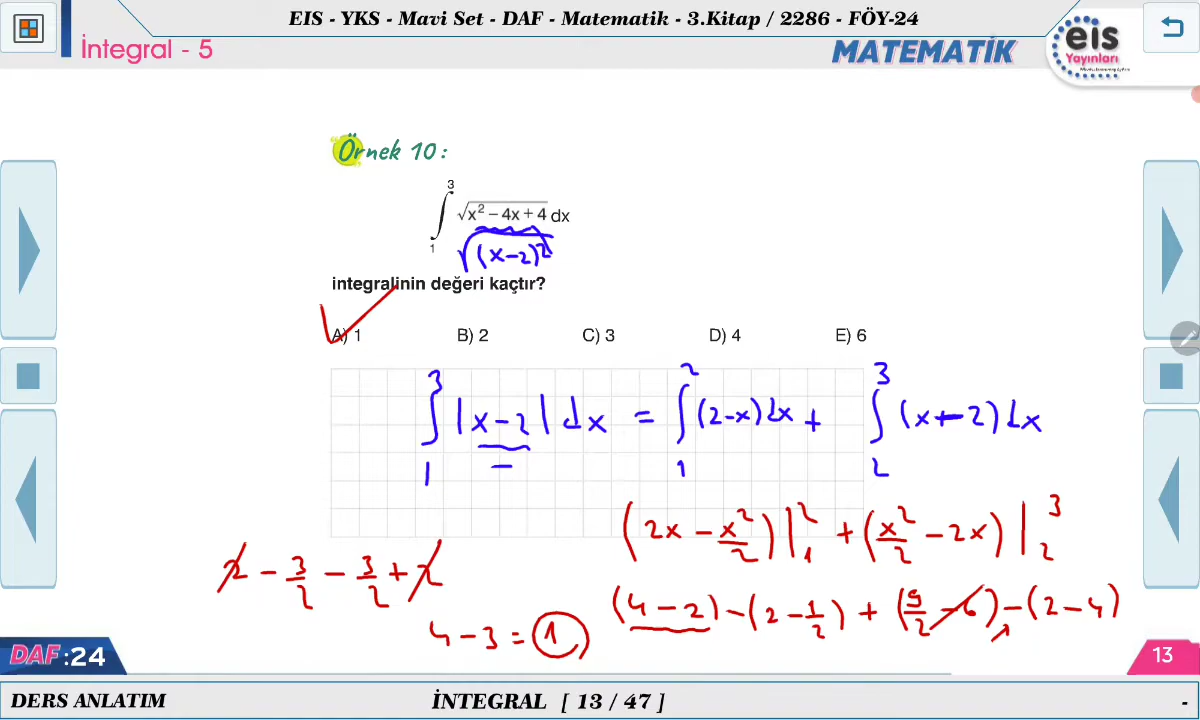 EIS - YKS - Mavi Set - DAF - Matematik - 3.Kitap / 2286 - FÖY-24
İntegral - 5
MATEMATİK
eis
Yayınları
Örnek 10 :
∫₁³ √(x² – 4x + 4) dx
√(x-2)²
integralinin değeri kaçtır?
A) 1 B) 2 C) 3 D) 4 E) 6
∫₁³ |x-2| dx = ∫₁² (2-x)dx + ∫₂³ (x-2)dx
–
(2x - x²/2)|₁² + (x²/2 - 2x)|₂³
2 - 3/2 - 3/2 + 2
(4-2) - (2 - 1/2) + (9/2 - 6) - (2-4)
4 - 3 = 1
DAF:24
13
DERS ANLATIM
İNTEGRAL [ 13 / 47 ]
-